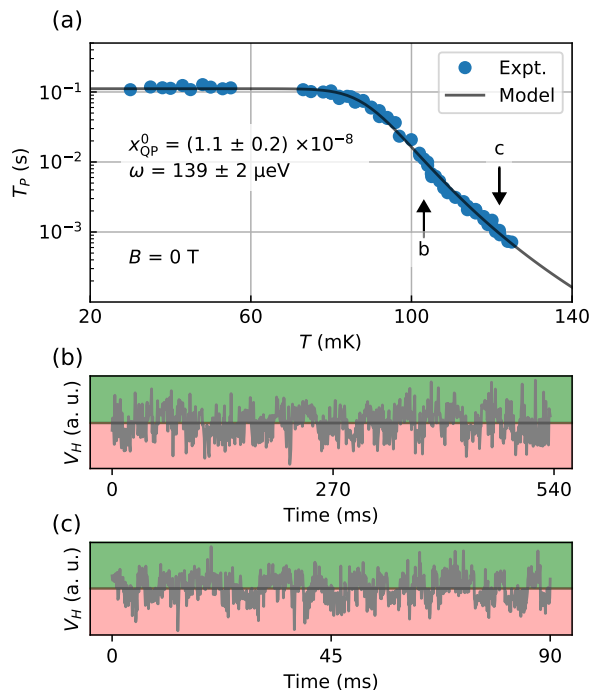 (a)
10⁻¹
10⁻²
10⁻³
T_P (s)
Expt.
Model
x⁰_QP = (1.1 ± 0.2) ×10⁻⁸
ω = 139 ± 2 μeV
B = 0 T
b
c
20 60 100 140
T (mK)
(b)
V_H (a. u.)
0 270 540
Time (ms)
(c)
V_H (a. u.)
0 45 90
Time (ms)